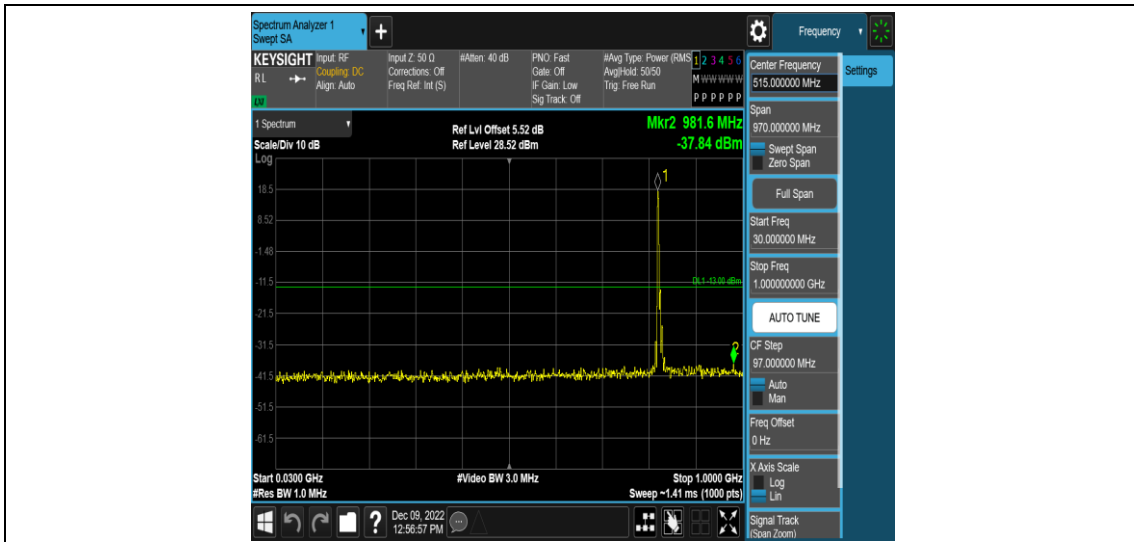 Spectrum Analyzer 1
Swept SA
+
Frequency
KEYSIGHT
RL
LM
Input: RF
Coupling: DC
Align: Auto
Input Z: 50 Ω
Corrections: Off
Freq Ref: Int (S)
#Atten: 40 dB
PNO: Fast
Gate: Off
IF Gain: Low
Sig Track: Off
#Avg Type: Power (RMS
Avg|Hold: 50/50
Trig: Free Run
1 2 3 4 5 6
M W W W W W
P P P P P P
Center Frequency
515.000000 MHz
Settings
Span
970.000000 MHz
Swept Span
Zero Span
Full Span
Start Freq
30.000000 MHz
Stop Freq
1.000000000 GHz
AUTO TUNE
CF Step
97.000000 MHz
Auto
Man
Freq Offset
0 Hz
X Axis Scale
Log
Lin
Signal Track
(Span Zoom)
1 Spectrum
Scale/Div 10 dB
Log
Ref Lvl Offset 5.52 dB
Ref Level 28.52 dBm
Mkr2 981.6 MHz
-37.84 dBm
1
18.5
8.52
-1.48
-11.5
DL1 -13.00 dBm
-21.5
-31.5
2
-41.5
-51.5
-61.5
Start 0.0300 GHz
#Video BW 3.0 MHz
Stop 1.0000 GHz
#Res BW 1.0 MHz
Sweep ~1.41 ms (1000 pts)
?
Dec 09, 2022
12:56:57 PM